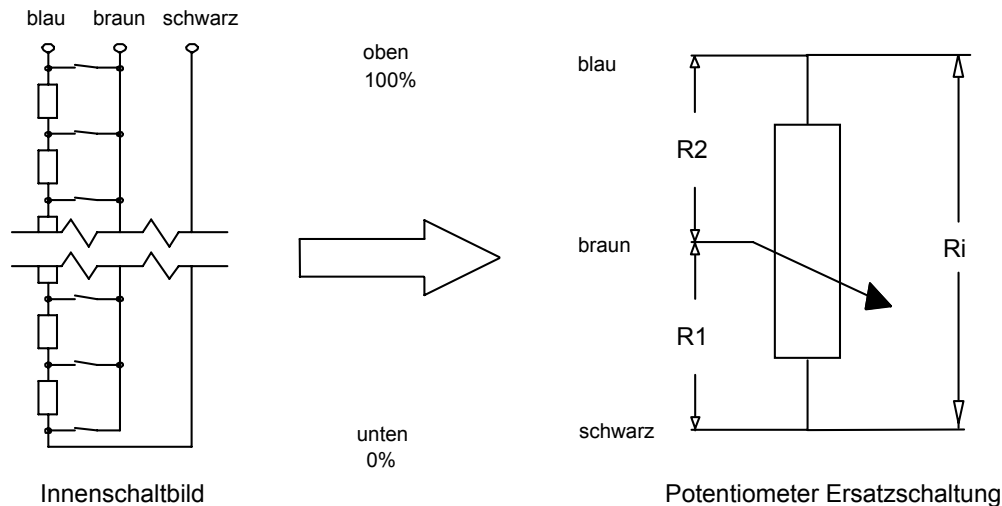 blau braun schwarz
oben
100%
blau
R2
braun
Ri
R1
unten
0%
schwarz
Innenschaltbild
Potentiometer Ersatzschaltung